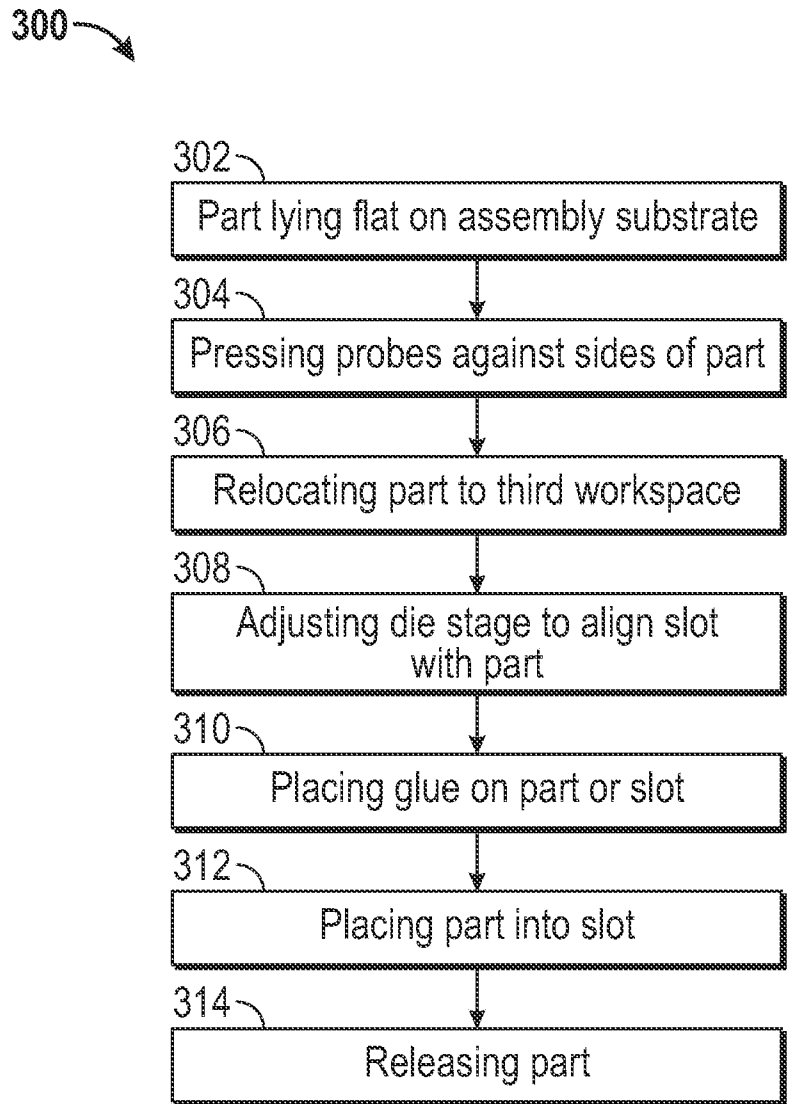 300
302
Part lying flat on assembly substrate
304
Pressing probes against sides of part
306
Relocating part to third workspace
308
Adjusting die stage to align slot
with part
310
Placing glue on part or slot
312
Placing part into slot
314
Releasing part